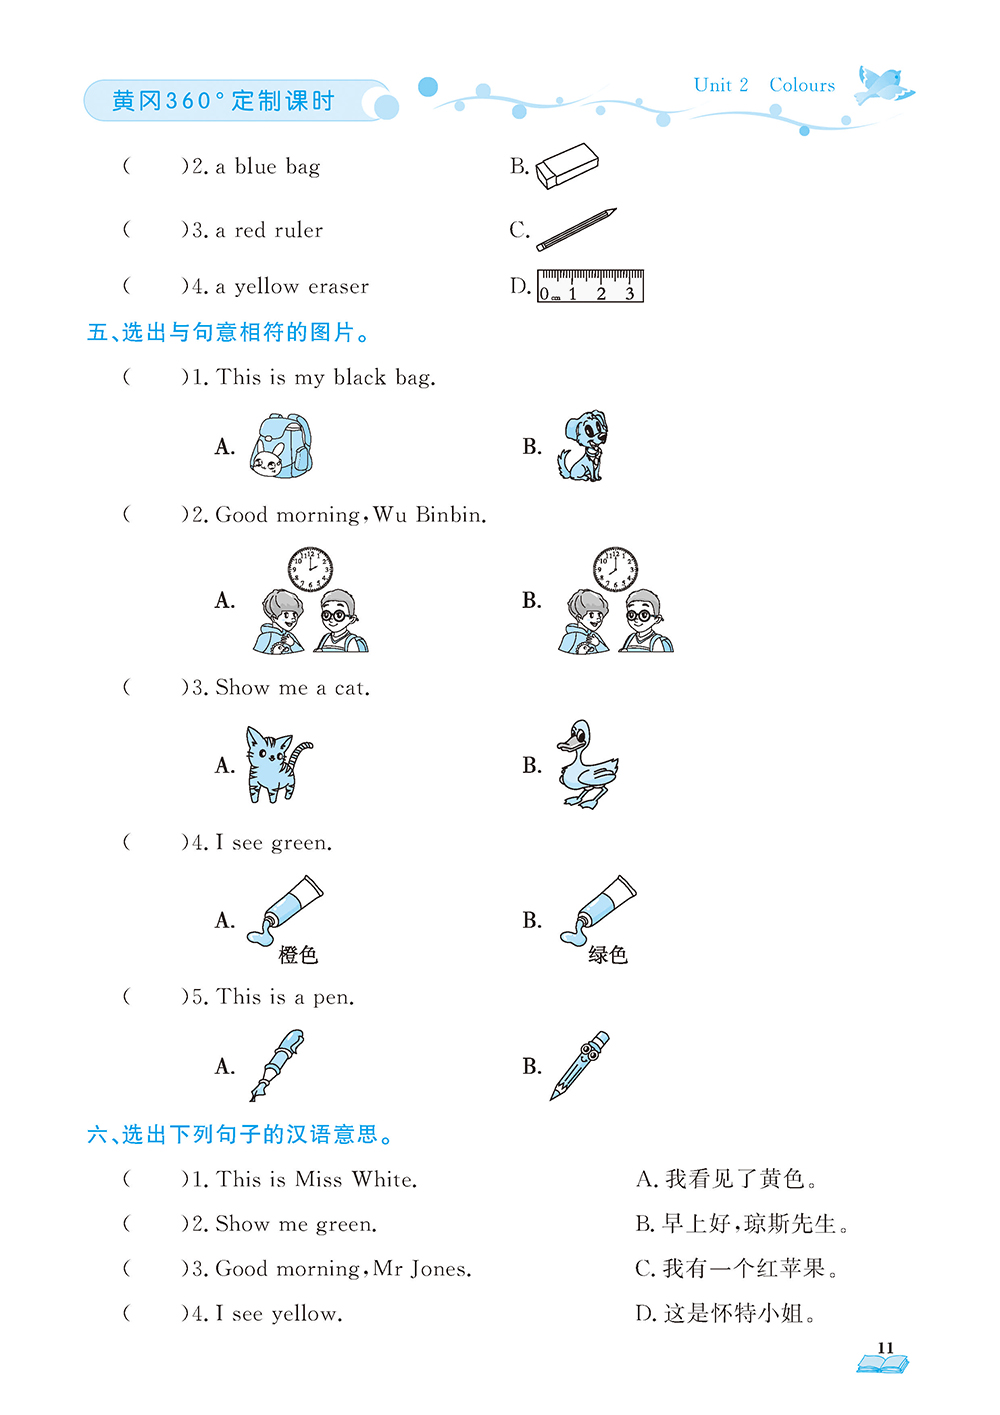 黄冈360°定制课时
Unit 2 Colours
( )2. a blue bag B.
( )3. a red ruler C.
( )4. a yellow eraser D. 0 cm 1 2 3
五、选出与句意相符的图片。
( )1. This is my black bag.
A. B.
( )2. Good morning, Wu Binbin.
A. B.
( )3. Show me a cat.
A. B.
( )4. I see green.
A. 橙色 B. 绿色
( )5. This is a pen.
A. B.
六、选出下列句子的汉语意思。
( )1. This is Miss White. A. 我看见了黄色。
( )2. Show me green. B. 早上好,琼斯先生。
( )3. Good morning, Mr Jones. C. 我有一个红苹果。
( )4. I see yellow. D. 这是怀特小姐。
11